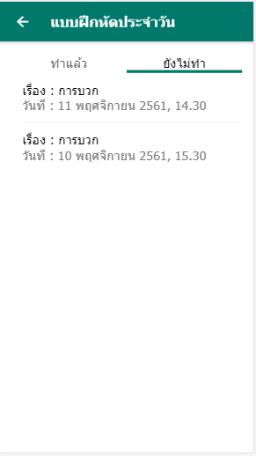 แบบฝึกหัดประจำวัน
ทำแล้ว ยังไม่ทำ
เรื่อง : การบวก
วันที่ : 11 พฤศจิกายน 2561, 14.30
เรื่อง : การบวก
วันที่ : 10 พฤศจิกายน 2561, 15.30